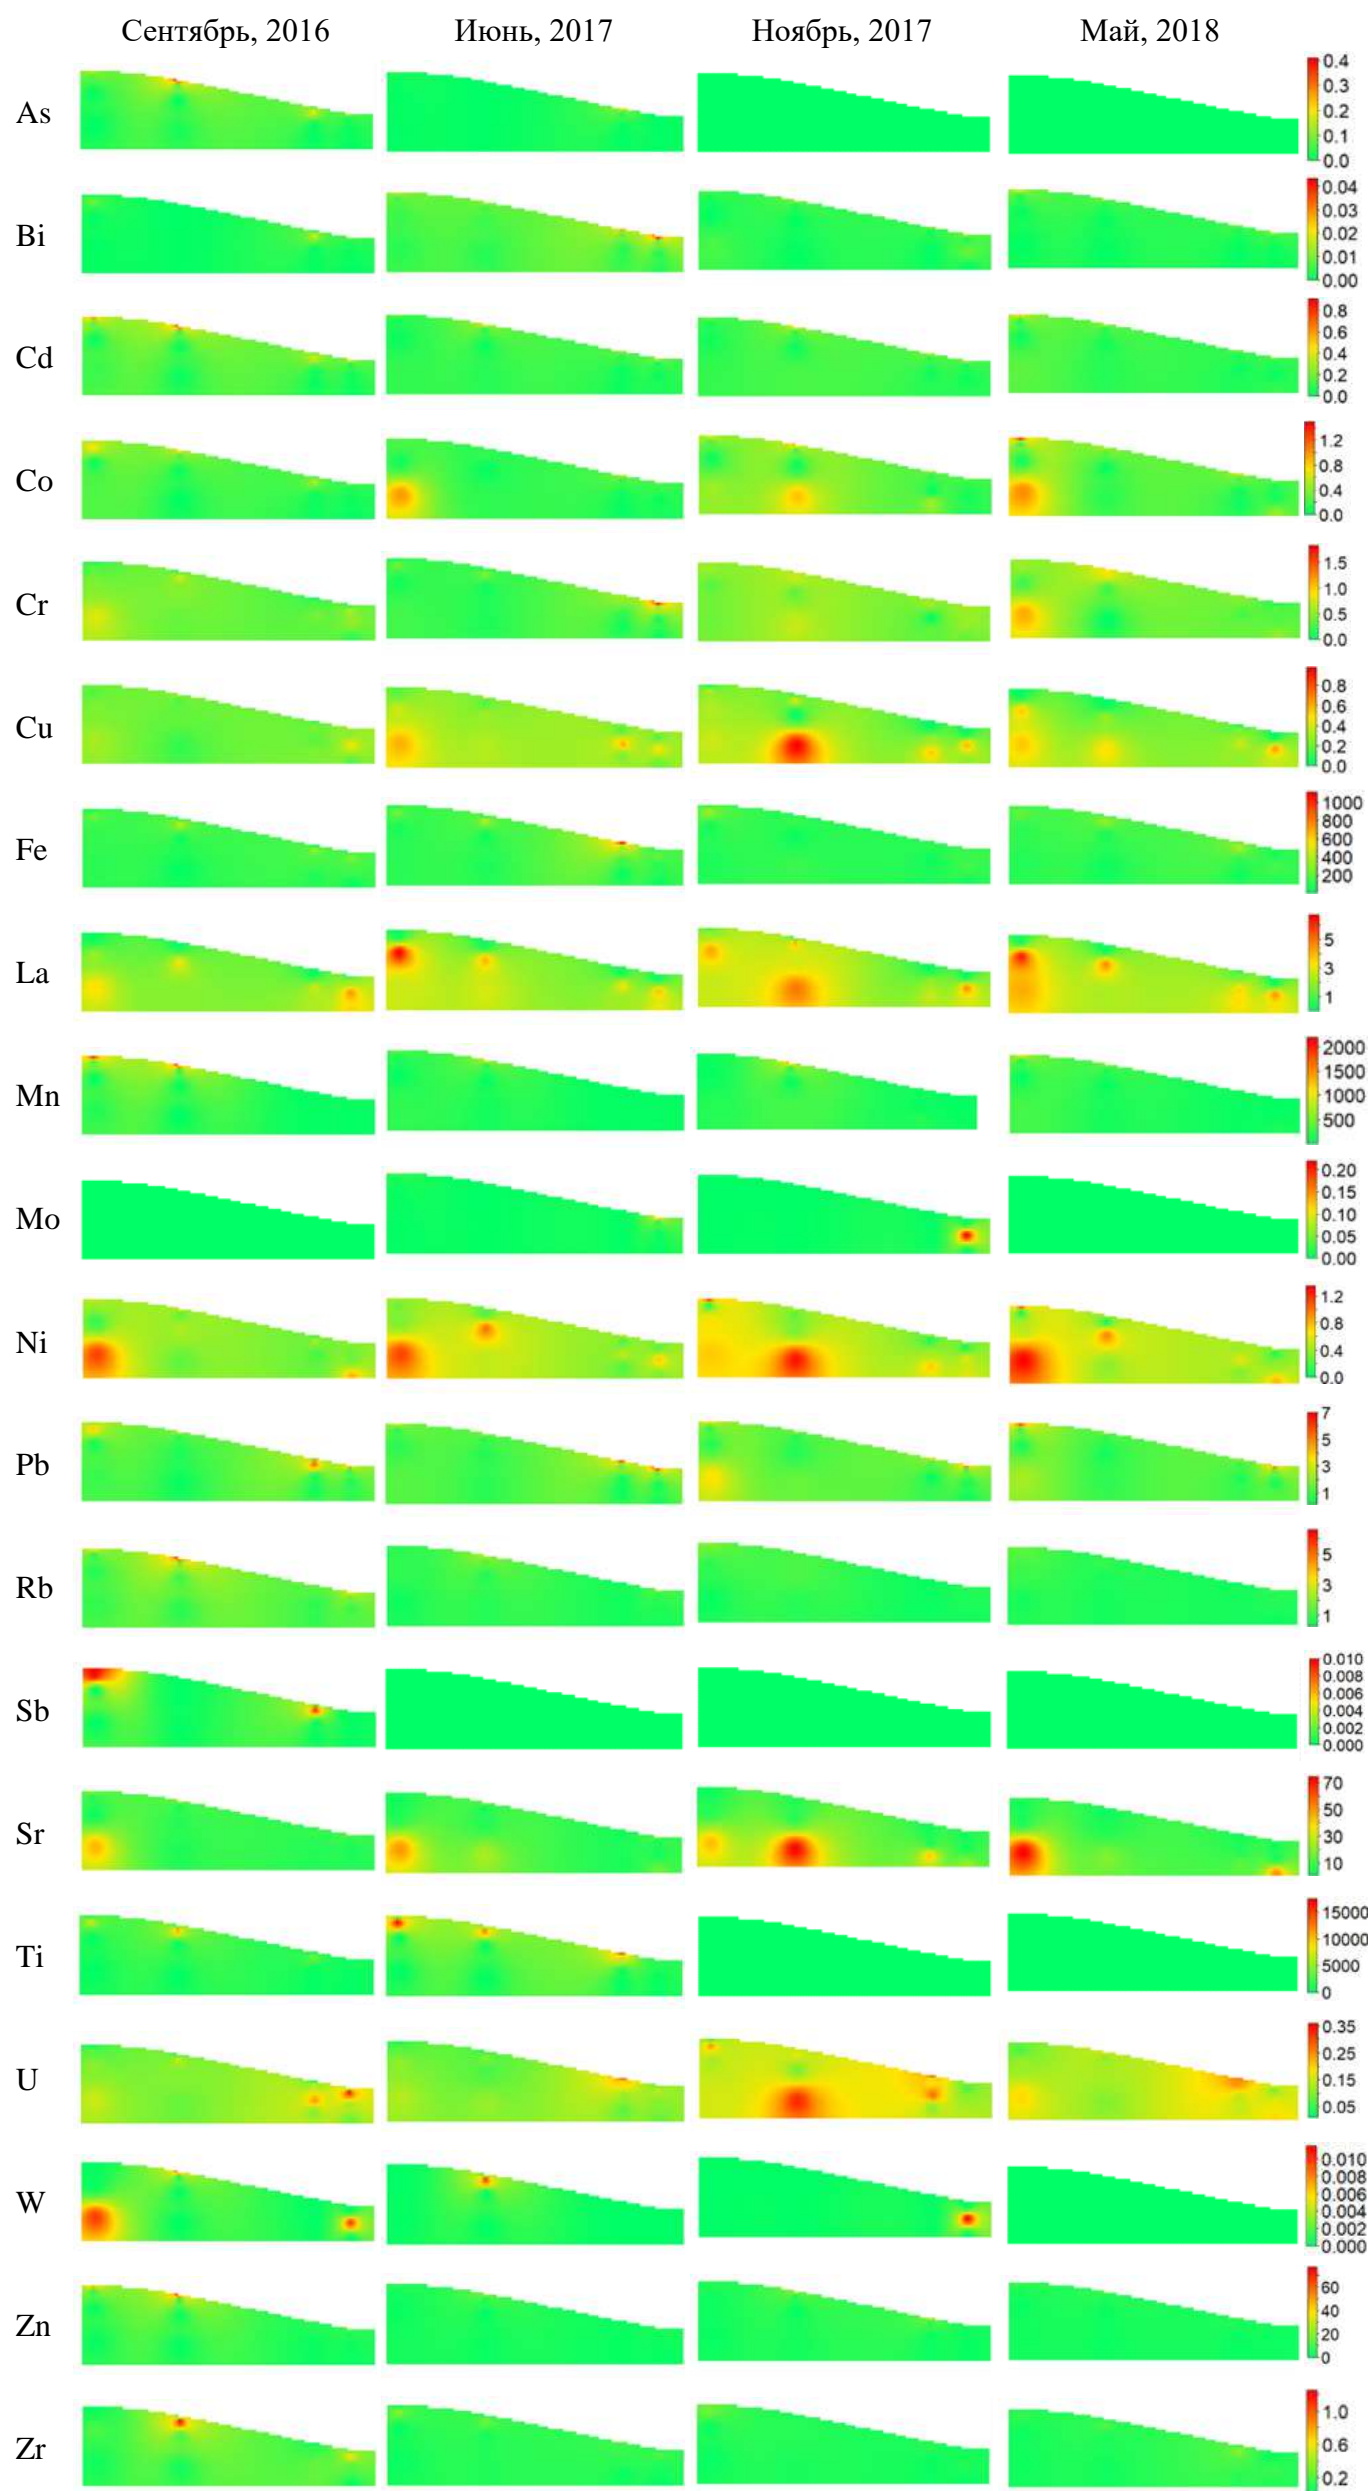 Сентябрь, 2016 Июнь, 2017 Ноябрь, 2017 Май, 2018
As 0.4 0.3 0.2 0.1 0.0
Bi 0.04 0.03 0.02 0.01 0.00
Cd 0.8 0.6 0.4 0.2 0.0
Co 1.2 0.8 0.4 0.0
Cr 1.5 1.0 0.5 0.0
Cu 0.8 0.6 0.4 0.2 0.0
Fe 1000 800 600 400 200
La 5 3 1
Mn 2000 1500 1000 500
Mo 0.20 0.15 0.10 0.05 0.00
Ni 1.2 0.8 0.4 0.0
Pb 7 5 3 1
Rb 5 3 1
Sb 0.010 0.008 0.006 0.004 0.002 0.000
Sr 70 50 30 10
Ti 15000 10000 5000 0
U 0.35 0.25 0.15 0.05
W 0.010 0.008 0.006 0.004 0.002 0.000
Zn 60 40 20 0
Zr 1.0 0.6 0.2